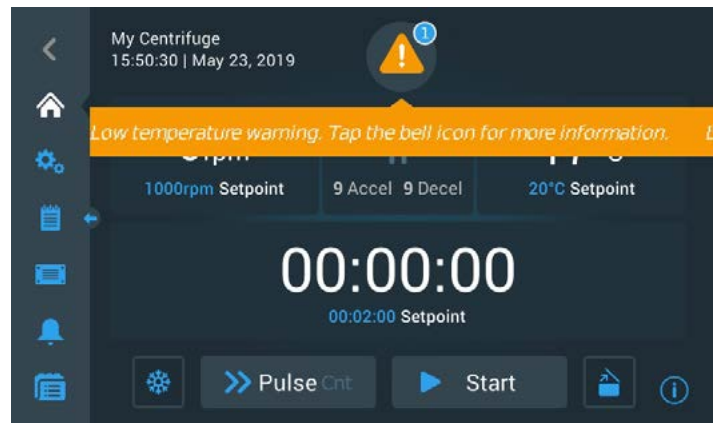 My Centrifuge
15:50:30 | May 23, 2019
1
Low temperature warning. Tap the bell icon for more information.
rpm
1000rpm Setpoint
9 Accel 9 Decel
20°C Setpoint
00:00:00
00:02:00 Setpoint
Pulse Cnt
Start